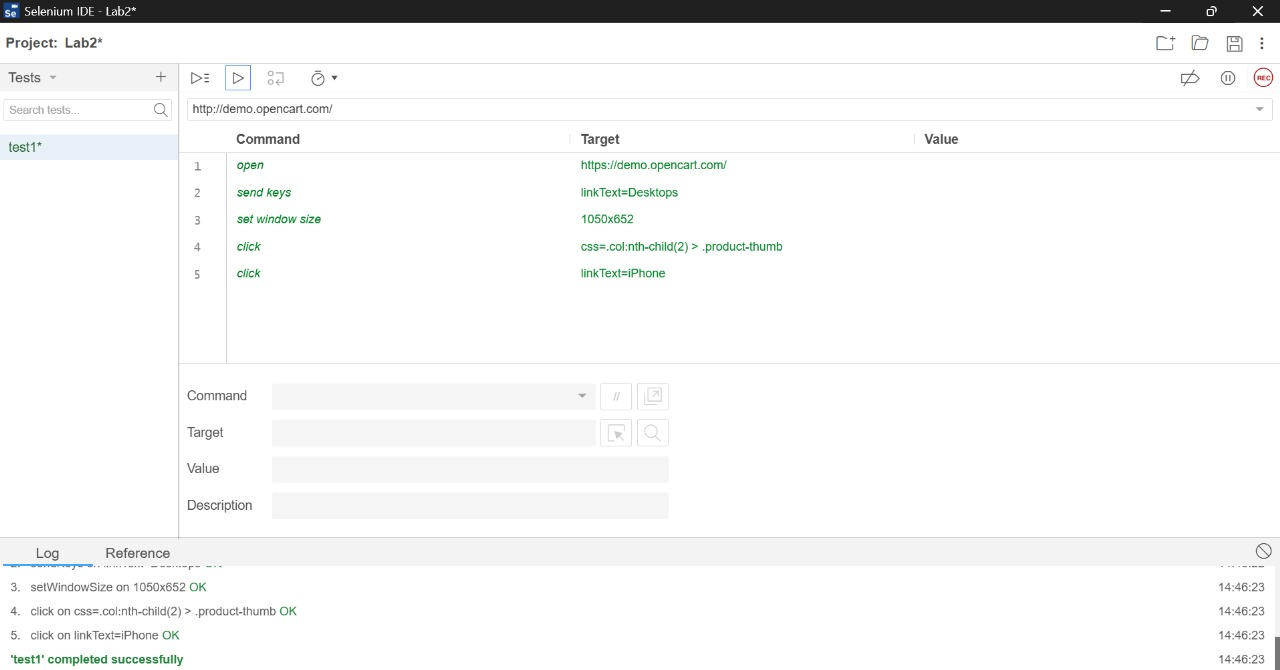 Selenium IDE - Lab2*
Project: Lab2*
Tests
Search tests...
test1*
REC
http://demo.opencart.com/
Command Target Value
1 open https://demo.opencart.com/
2 send keys linkText=Desktops
3 set window size 1050x652
4 click css=.col:nth-child(2) > .product-thumb
5 click linkText=iPhone
Command
//
Target
Value
Description
Log Reference
3. setWindowSize on 1050x652 OK 14:46:23
4. click on css=.col:nth-child(2) > .product-thumb OK 14:46:23
5. click on linkText=iPhone OK 14:46:23
'test1' completed successfully 14:46:23